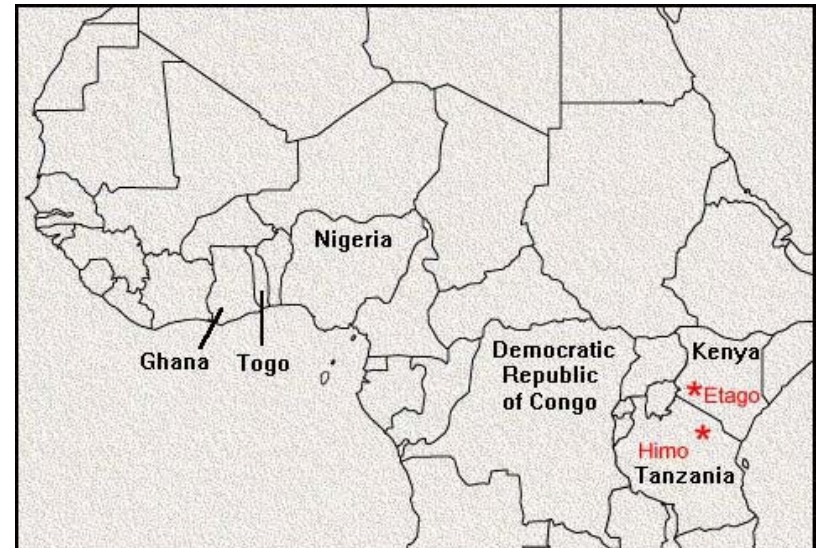 Nigeria
Ghana
Togo
Democratic
Republic
of Congo
Kenya
*Etago
*
Himo
Tanzania